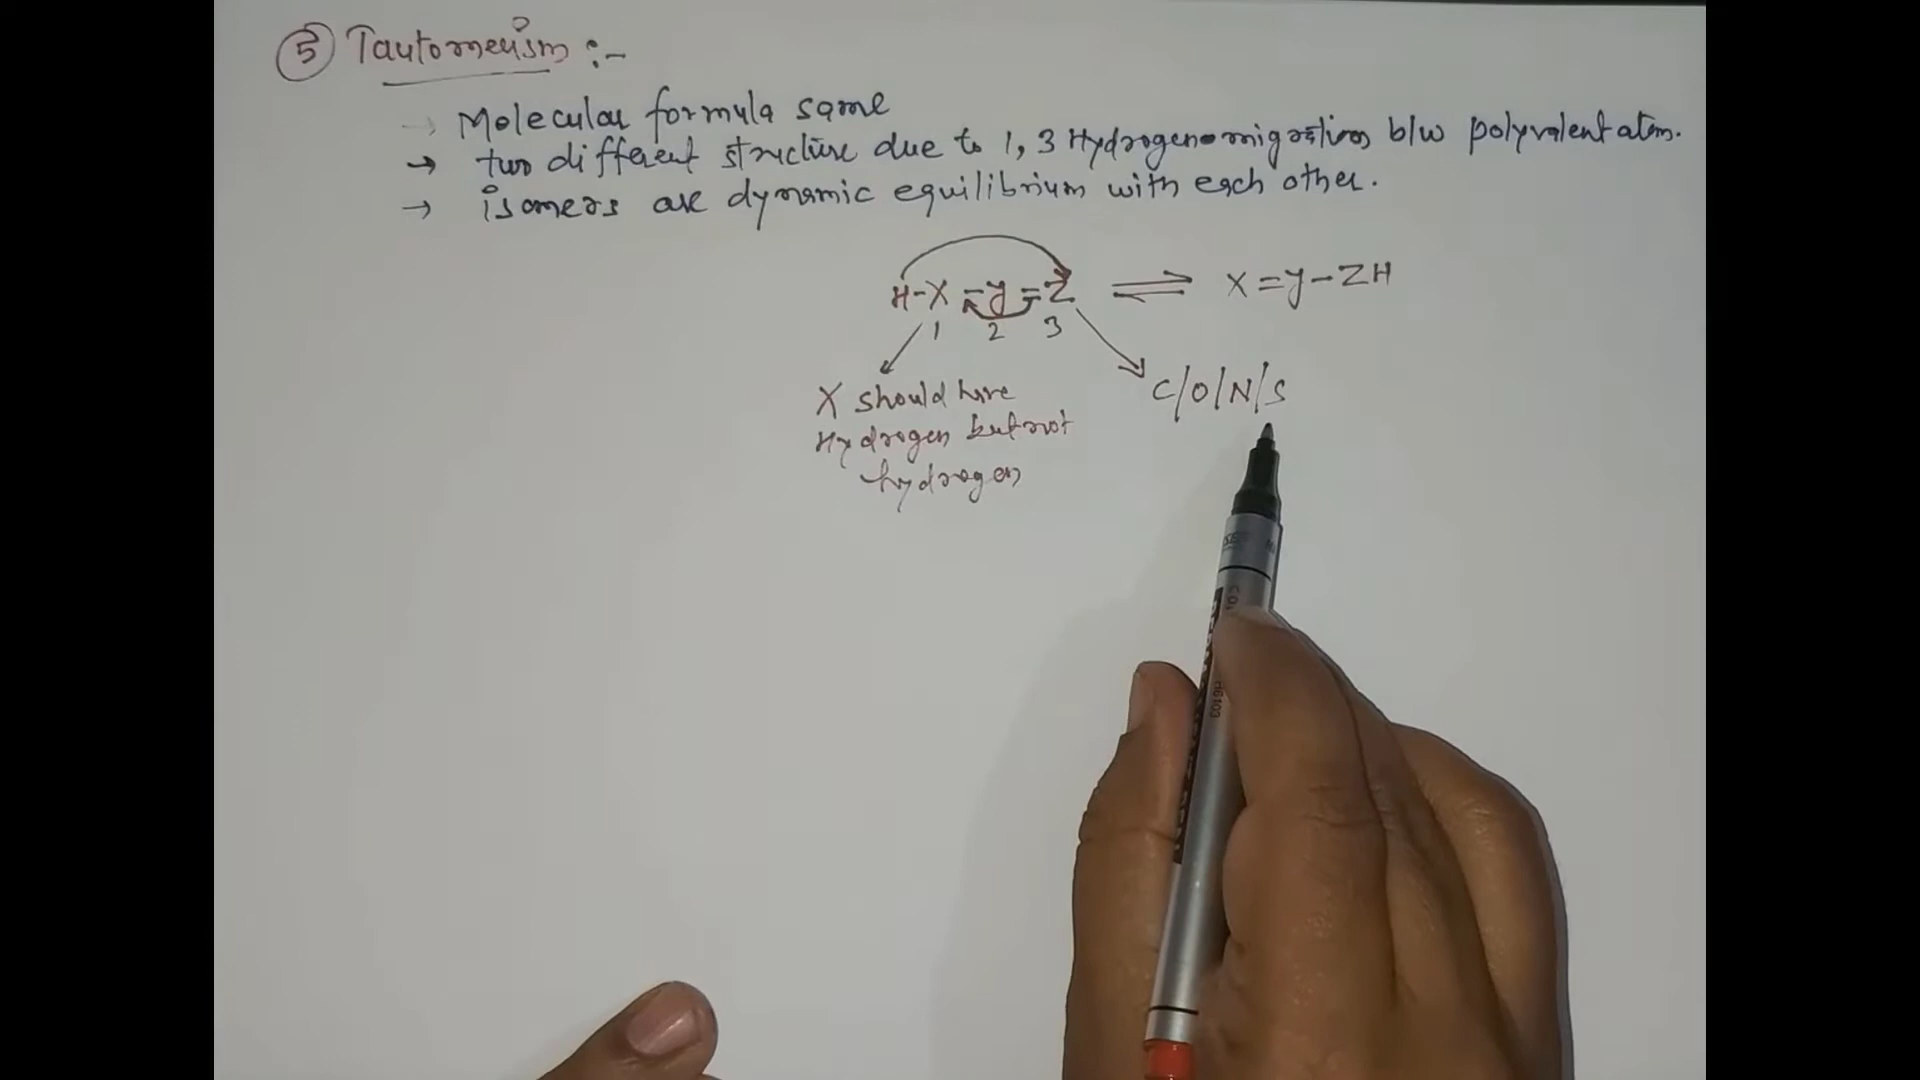 5 Tautomerism :-
→ Molecular formula same
→ two different structure due to 1, 3 Hydrogen migration b/w polyvalent atom.
→ isomers are dynamic equilibrium with each other.
H-X-y=Z ⇌ X=y-ZH
1 2 3
X should have
Hydrogen but not
hydrogen
C/O/N/S